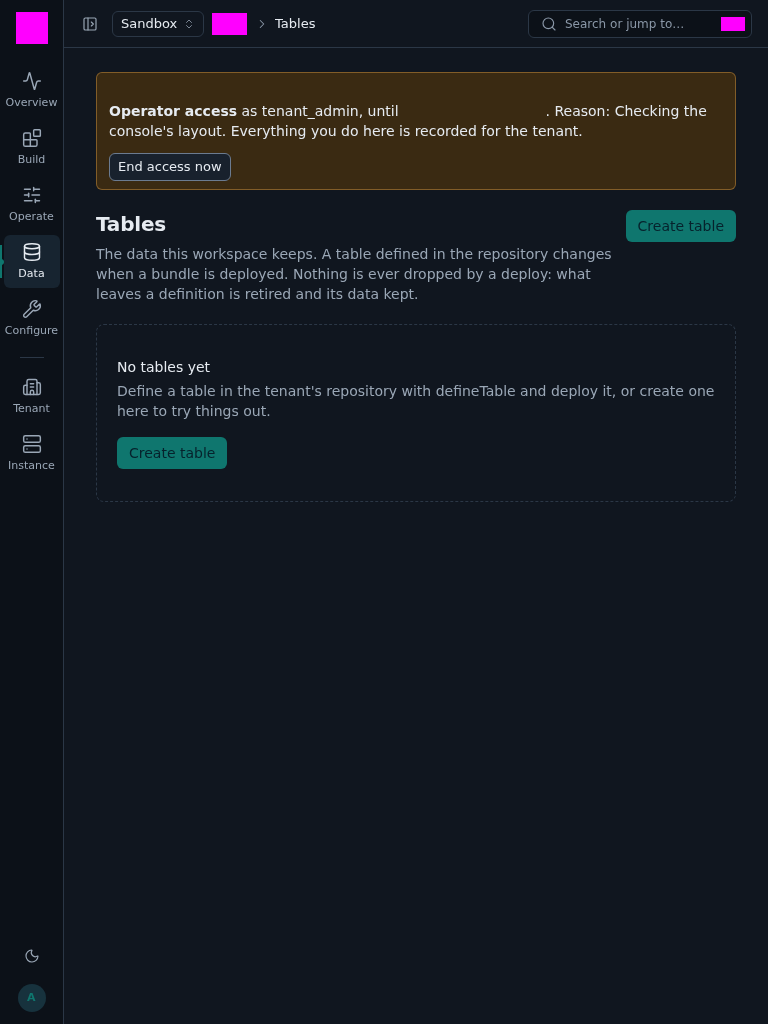 Sandbox
Tables
Search or jump to…
Overview
Build
Operate
Data
Configure
Tenant
Instance
A
Operator access as tenant_admin, until . Reason: Checking the
console's layout. Everything you do here is recorded for the tenant.
End access now
Tables
Create table
The data this workspace keeps. A table defined in the repository changes
when a bundle is deployed. Nothing is ever dropped by a deploy: what
leaves a definition is retired and its data kept.
No tables yet
Define a table in the tenant's repository with defineTable and deploy it, or create one
here to try things out.
Create table